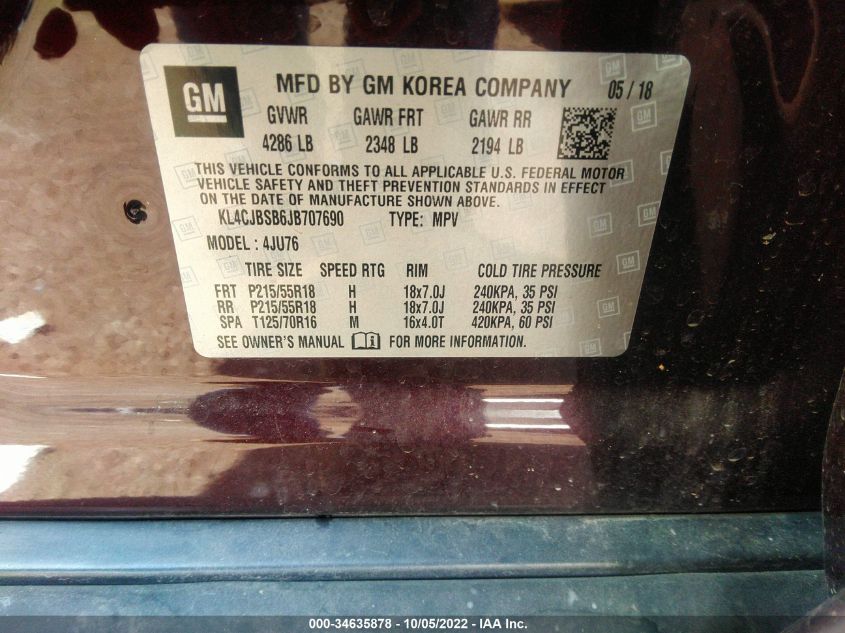 GM MFD BY GM KOREA COMPANY 05 / 18
GVWR GAWR FRT GAWR RR
4286 LB 2348 LB 2194 LB
THIS VEHICLE CONFORMS TO ALL APPLICABLE U.S. FEDERAL MOTOR
VEHICLE SAFETY AND THEFT PREVENTION STANDARDS IN EFFECT
ON THE DATE OF MANUFACTURE SHOWN ABOVE.
KL4CJBSB6JB707690 TYPE: MPV
MODEL : 4JU76
TIRE SIZE SPEED RTG RIM COLD TIRE PRESSURE
FRT P215/55R18 H 18x7.0J 240KPA, 35 PSI
RR P215/55R18 H 18x7.0J 240KPA, 35 PSI
SPA T125/70R16 M 16x4.0T 420KPA, 60 PSI
SEE OWNER'S MANUAL FOR MORE INFORMATION.
000-34635878 - 10/05/2022 - IAA Inc.